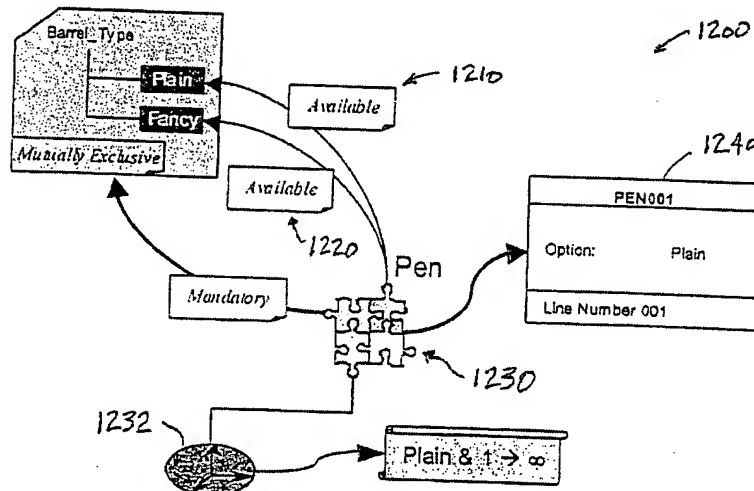 Barrel_Type
Plain
Fancy
Mutually Exclusive
Available
1210
1200
Available
1220
Mandatory
Pen
1230
1240
PEN001
Option: Plain
Line Number 001
1232
Plain & 1 → ∞